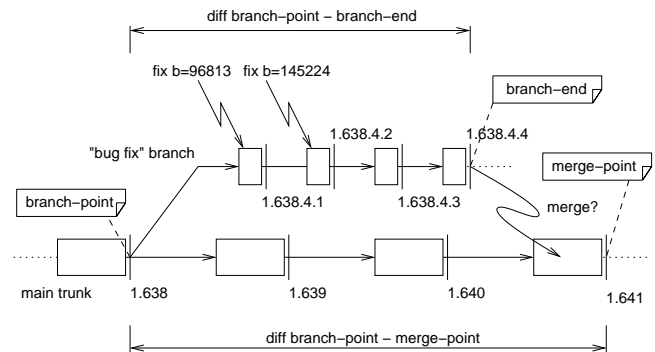 diff branch−point − branch−end
fix b=96813
fix b=145224
branch−end
1.638.4.2
1.638.4.4
"bug fix" branch
merge−point
branch−point
1.638.4.1
1.638.4.3
merge?
main trunk
1.638
1.639
1.640
1.641
diff branch−point − merge−point